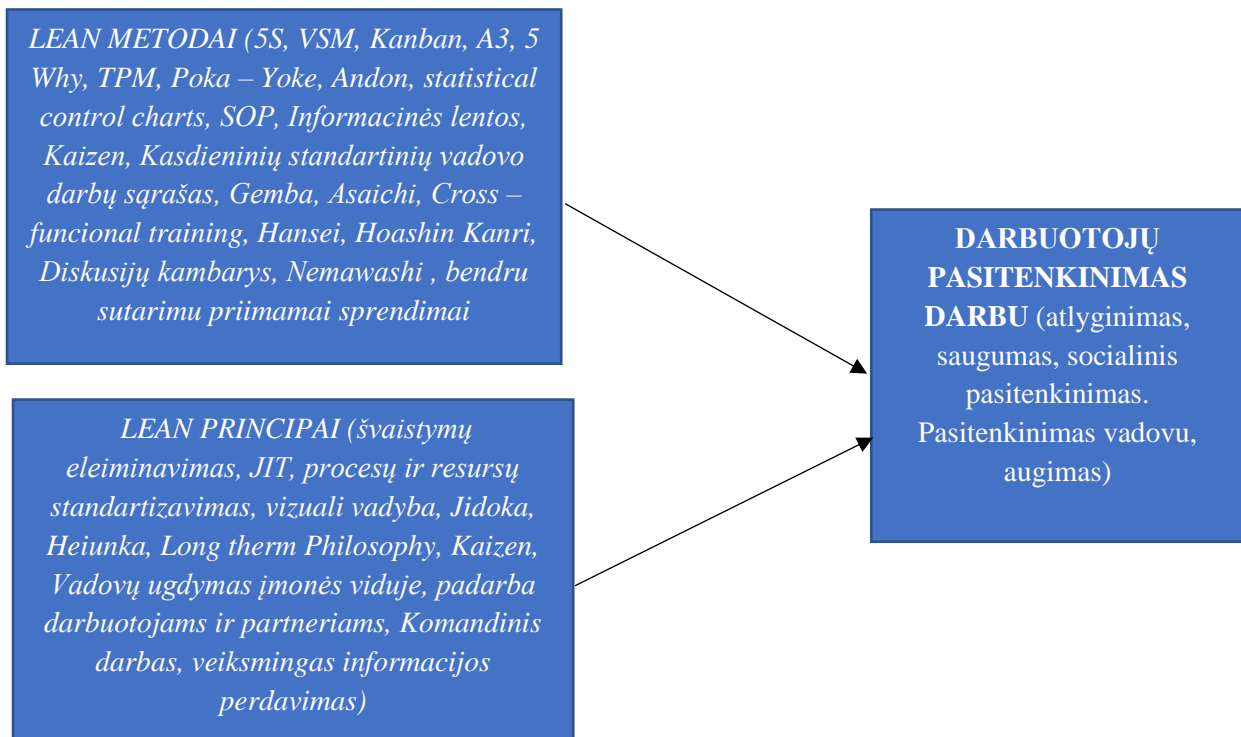 LEAN METODAI (5S, VSM, Kanban, A3, 5
Why, TPM, Poka – Yoke, Andon, statistical
control charts, SOP, Informacinės lentos,
Kaizen, Kasdieninių standartinių vadovo
darbų sąrašas, Gemba, Asaichi, Cross –
funcional training, Hansei, Hoashin Kanri,
Diskusijų kambarys, Nemawashi , bendru
sutarimu priimamai sprendimai
LEAN PRINCIPAI (švaistymų
eleiminavimas, JIT, procesų ir resursų
standartizavimas, vizuali vadyba, Jidoka,
Heiunka, Long therm Philosophy, Kaizen,
Vadovų ugdymas įmonės viduje, padarba
darbuotojams ir partneriams, Komandinis
darbas, veiksmingas informacijos
perdavimas)
DARBUOTOJŲ
PASITENKINIMAS
DARBU (atlyginimas,
saugumas, socialinis
pasitenkinimas.
Pasitenkinimas vadovu,
augimas)